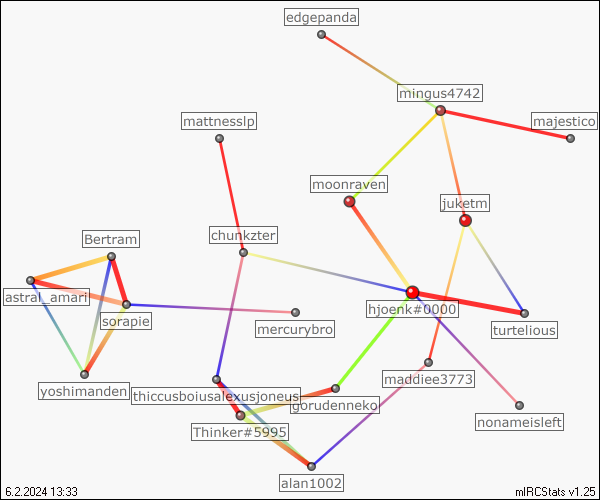 edgepanda
mingus4742
mattnesslp
majestico
moonraven
juketm
Bertram
chunkzter
astral_amari
hjoenk#0000
sorapie
mercurybro
turtelious
maddiee3773
yoshimanden
thiccusboiusalexusjoneus
gorudenneko
nonameisleft
Thinker#5995
alan1002
6.2.2024 13:33
mIRCStats v1.25